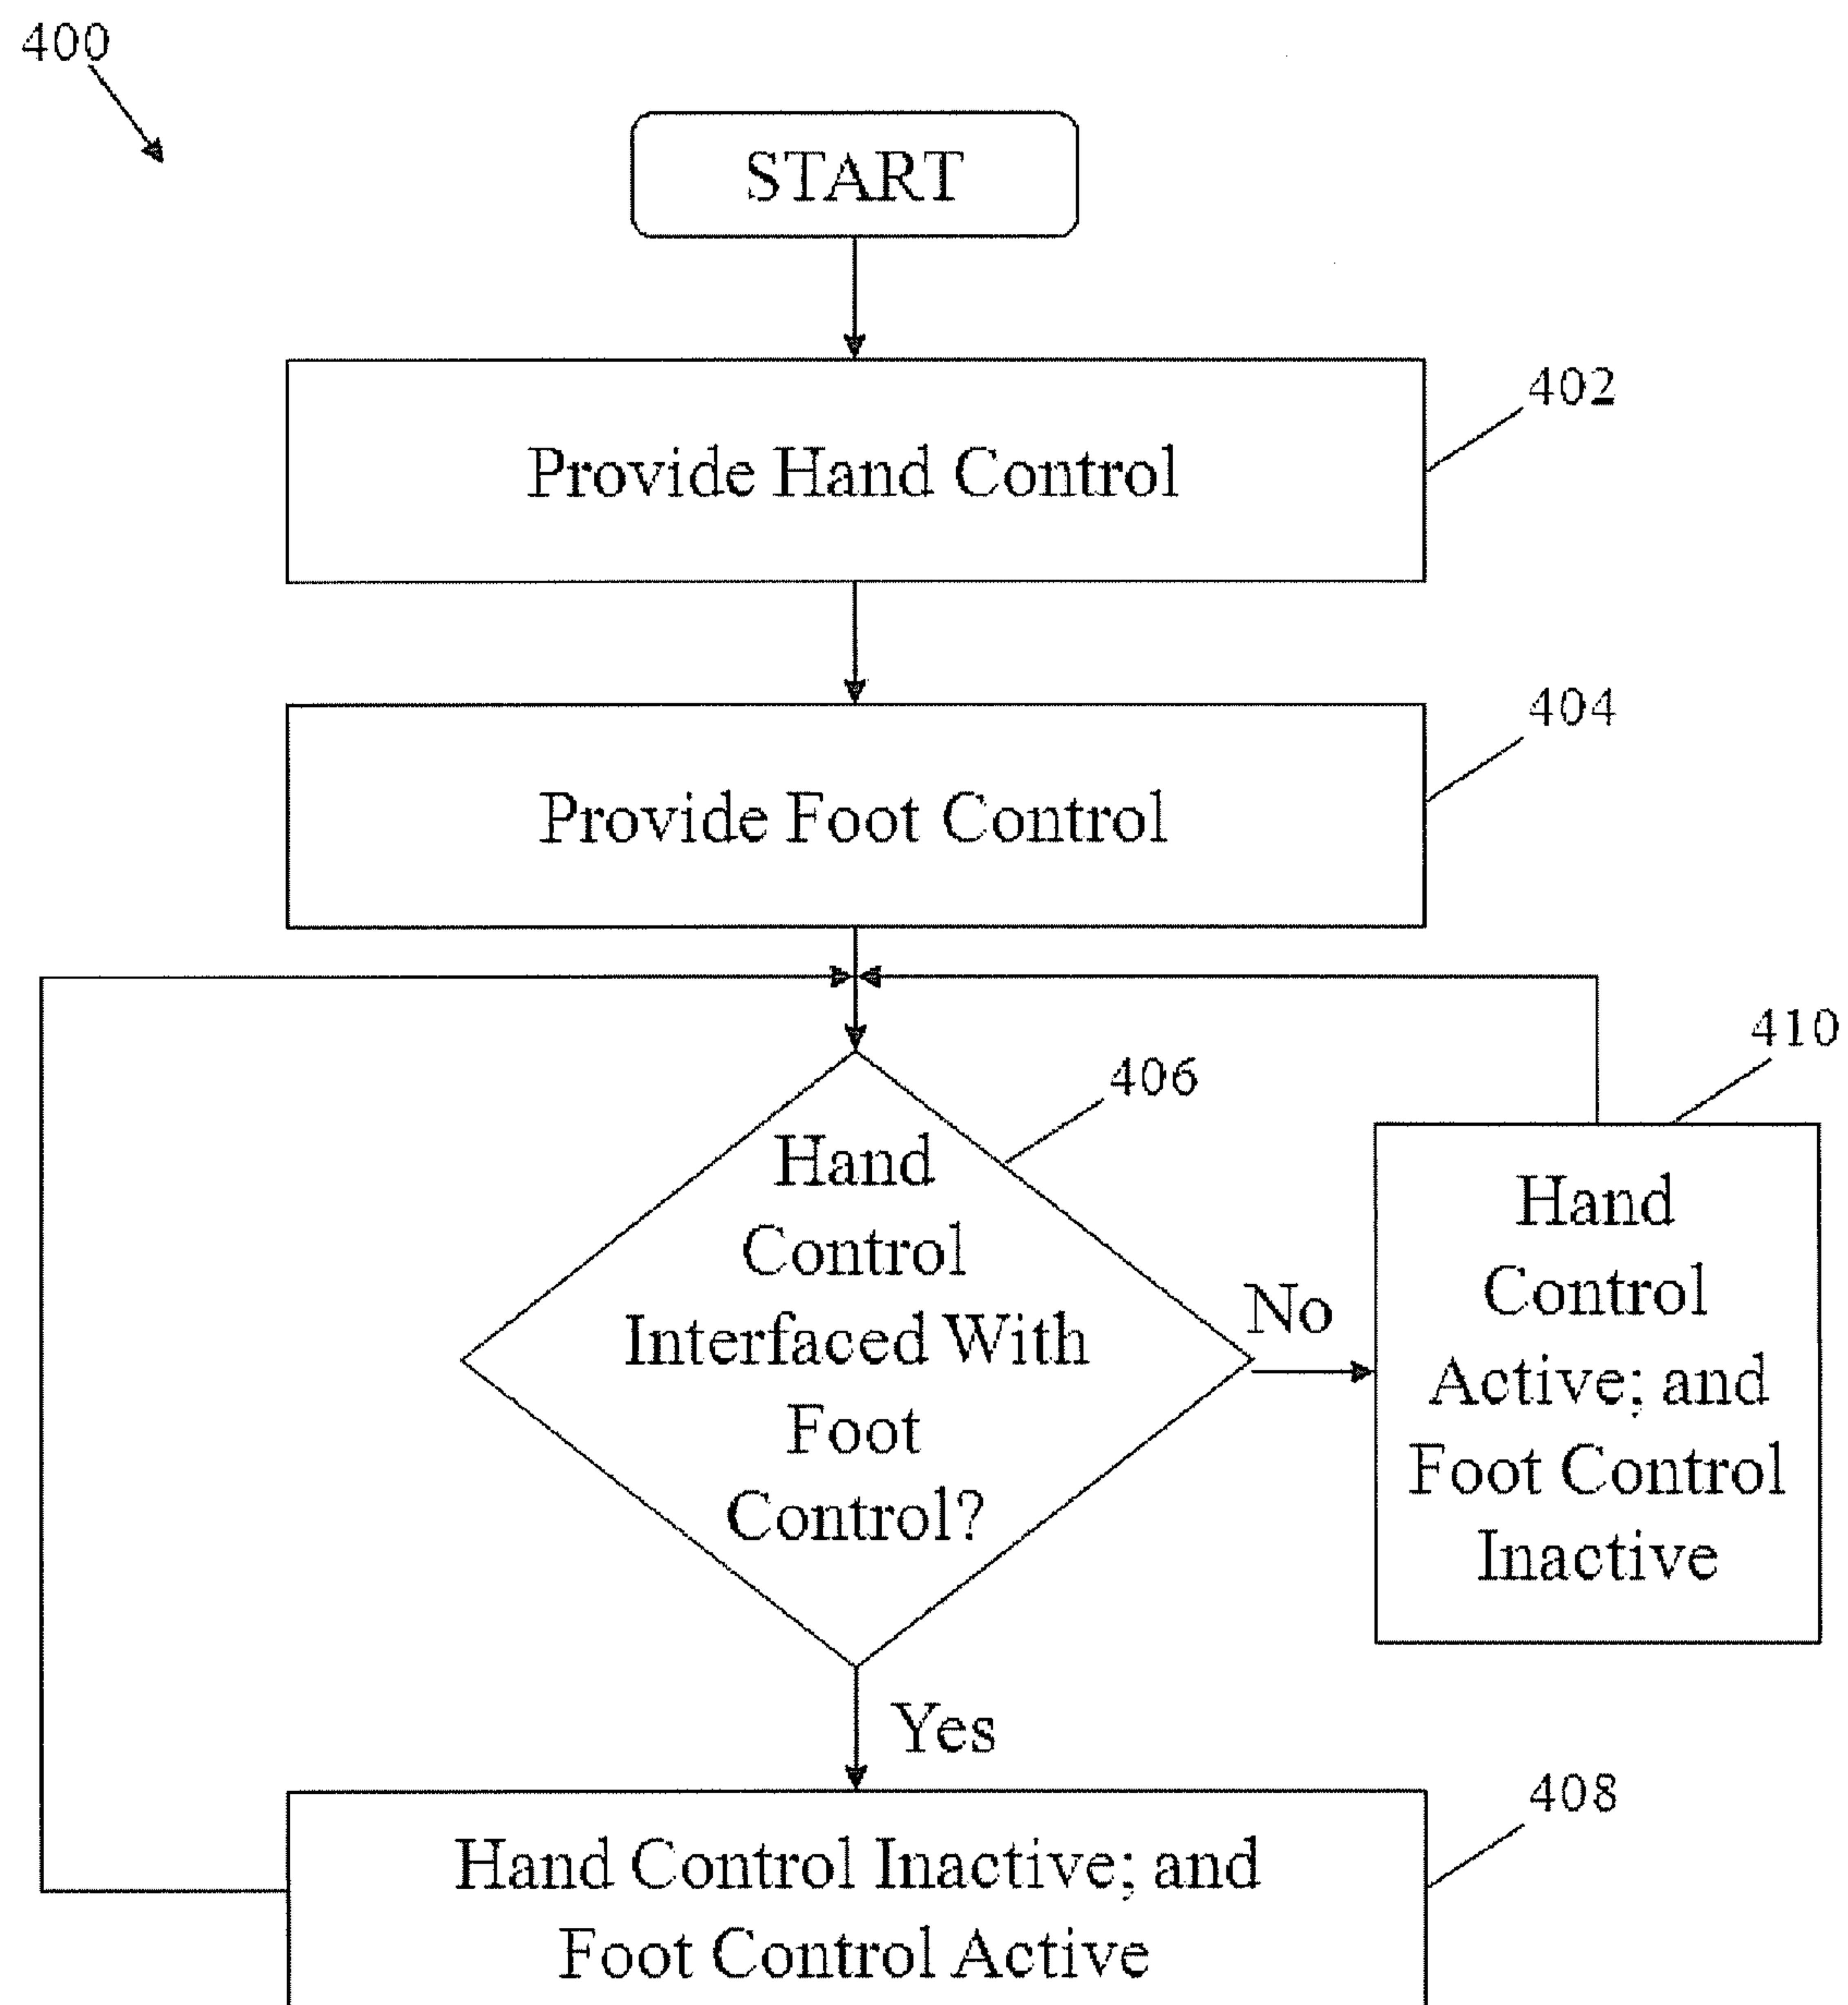 400
START
402
Provide Hand Control
404
Provide Foot Control
410
406
Hand
Control
Interfaced With
Foot
Control?
No
Hand
Control
Active; and
Foot Control
Inactive
Yes
408
Hand Control Inactive; and
Foot Control Active